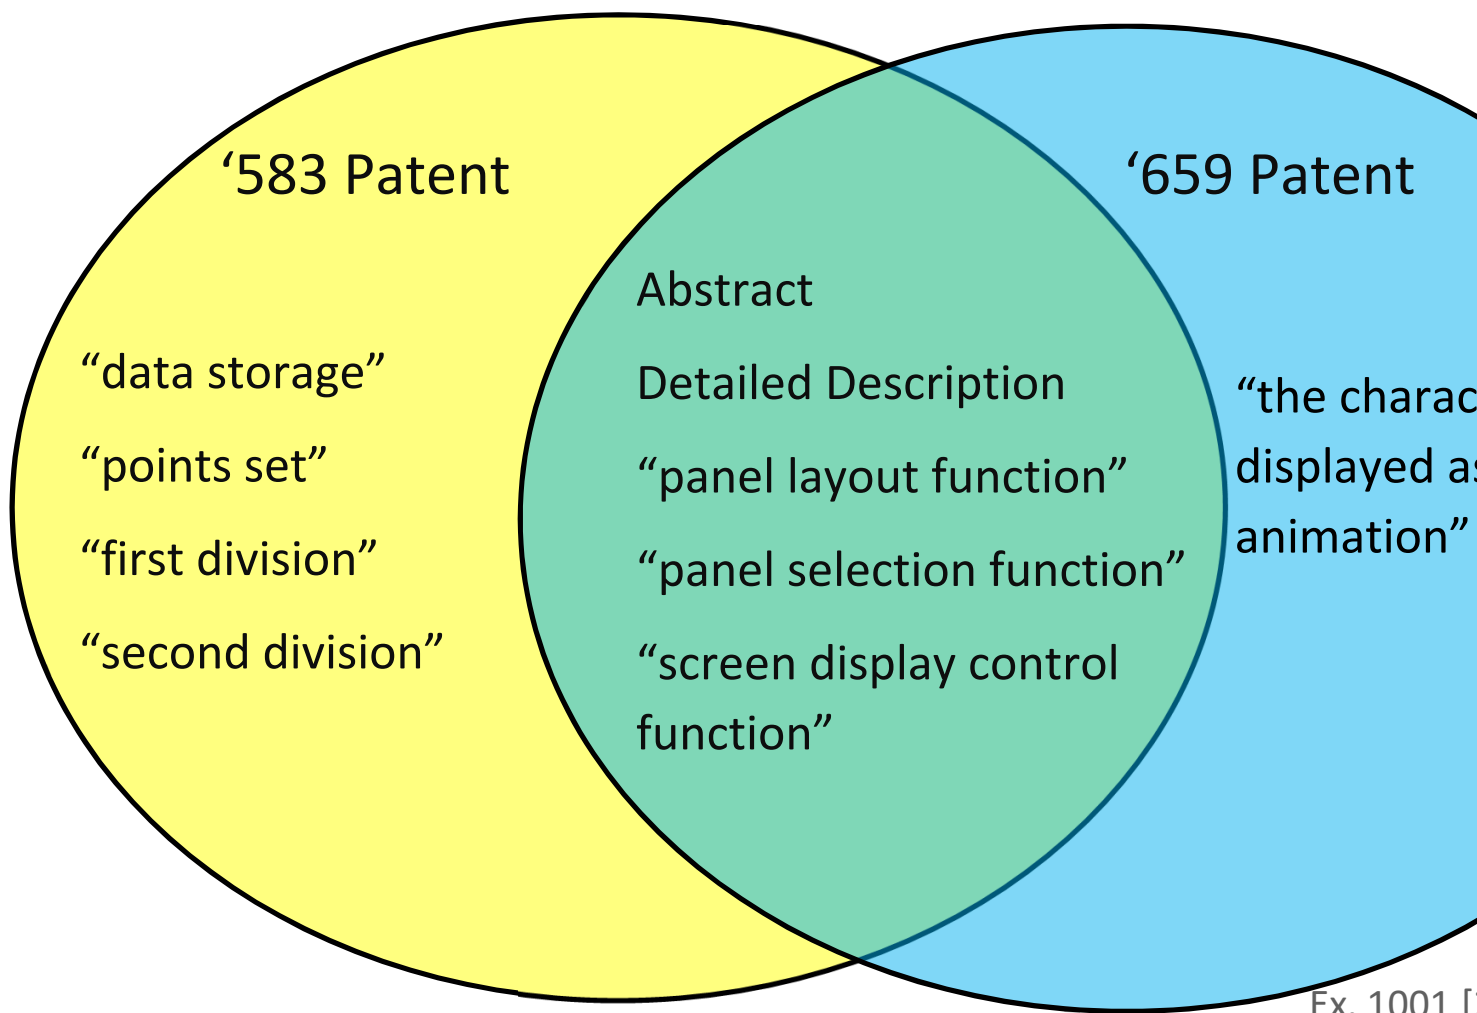 ‘583 Patent
“data storage”
“points set”
“first division”
“second division”
Abstract
Detailed Description
“panel layout function”
“panel selection function”
“screen display control
function”
‘659 Patent
“the charac
displayed as
animation”
Ex. 1001 [